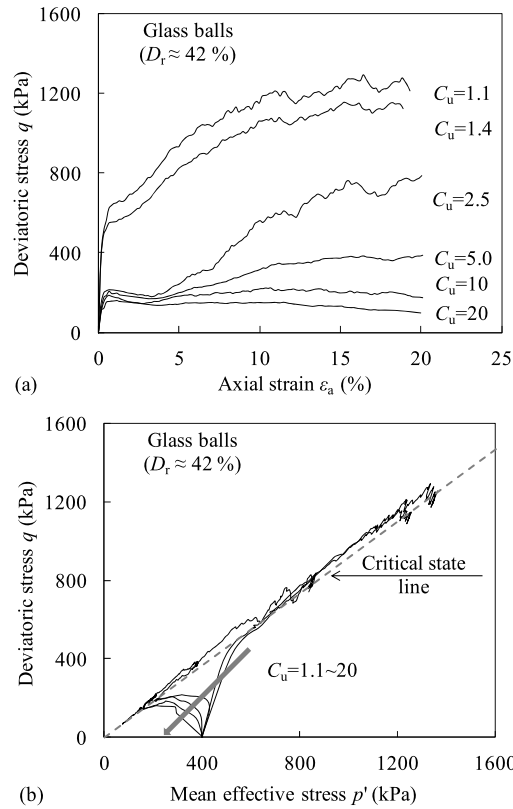 1600
Glass balls
(Dr ≈ 42 %)
1200
Cu=1.1
Cu=1.4
800
Cu=2.5
400
Cu=5.0
Cu=10
Cu=20
0
0 5 10 15 20
Deviatoric stress q (kPa)
(a) Axial strain εa (%)
1600
Glass balls
(Dr ≈ 42 %)
1200
Critical state
line
800
400
Cu=1.1~20
0
0 400 800 1200 1600
Deviatoric stress q (kPa)
(b) Mean effective stress p' (kPa)